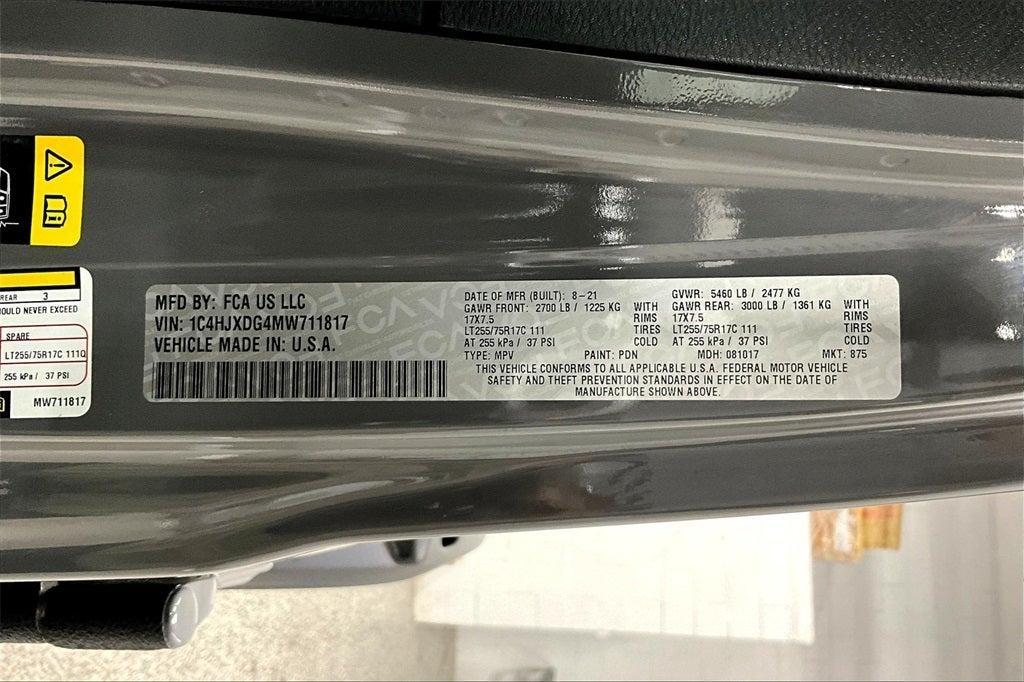 REAR 3
OULD NEVER EXCEED
SPARE
LT255/75R17C 111Q
255 kPa / 37 PSI
MW711817
MFD BY: FCA US LLC
VIN: 1C4HJXDG4MW711817
VEHICLE MADE IN: U.S.A.
DATE OF MFR (BUILT): 8-21
GAWR FRONT: 2700 LB / 1225 KG WITH
17X7.5 RIMS
LT255/75R17C 111 TIRES
AT 255 kPa / 37 PSI COLD
GVWR: 5460 LB / 2477 KG
GAWR REAR: 3000 LB / 1361 KG WITH
17X7.5 RIMS
LT255/75R17C 111 TIRES
AT 255 kPa / 37 PSI COLD
TYPE: MPV PAINT: PDN MDH: 081017 MKT: 875
THIS VEHICLE CONFORMS TO ALL APPLICABLE U.S.A. FEDERAL MOTOR VEHICLE
SAFETY AND THEFT PREVENTION STANDARDS IN EFFECT ON THE DATE OF
MANUFACTURE SHOWN ABOVE.